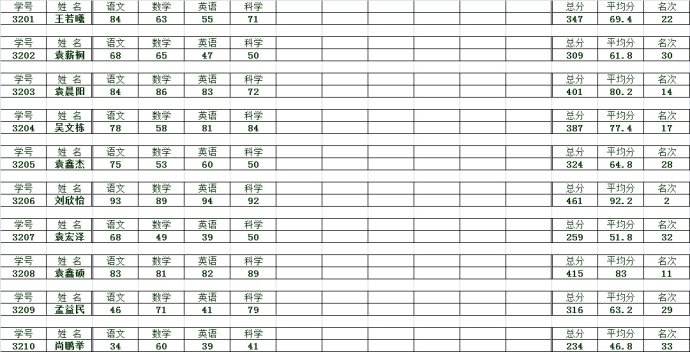 学号 姓 名 语文 数学 英语 科学 总分 平均分 名次
3201 王若曦 84 63 55 71 347 69.4 22
学号 姓 名 语文 数学 英语 科学 总分 平均分 名次
3202 袁薪桐 68 65 47 50 309 61.8 30
学号 姓 名 语文 数学 英语 科学 总分 平均分 名次
3203 袁晨阳 84 86 83 72 401 80.2 14
学号 姓 名 语文 数学 英语 科学 总分 平均分 名次
3204 吴文栋 78 58 81 84 387 77.4 17
学号 姓 名 语文 数学 英语 科学 总分 平均分 名次
3205 袁鑫杰 75 53 60 50 324 64.8 28
学号 姓 名 语文 数学 英语 科学 总分 平均分 名次
3206 刘欣怡 93 89 94 92 461 92.2 2
学号 姓 名 语文 数学 英语 科学 总分 平均分 名次
3207 袁宏泽 68 49 39 50 259 51.8 32
学号 姓 名 语文 数学 英语 科学 总分 平均分 名次
3208 袁鑫硕 83 81 82 89 415 83 11
学号 姓 名 语文 数学 英语 科学 总分 平均分 名次
3209 孟益民 46 71 41 79 316 63.2 29
学号 姓 名 语文 数学 英语 科学 总分 平均分 名次
3210 尚鹏举 34 60 39 41 234 46.8 33